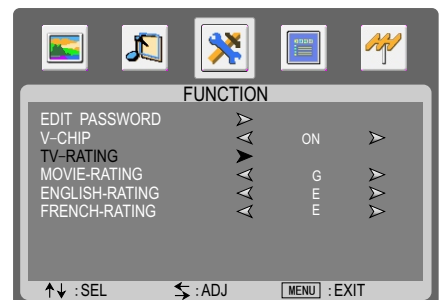 FUNCTION
EDIT PASSWORD
V-CHIP ON
TV-RATING
MOVIE-RATING G
ENGLISH-RATING E
FRENCH-RATING E
:SEL :ADJ MENU :EXIT